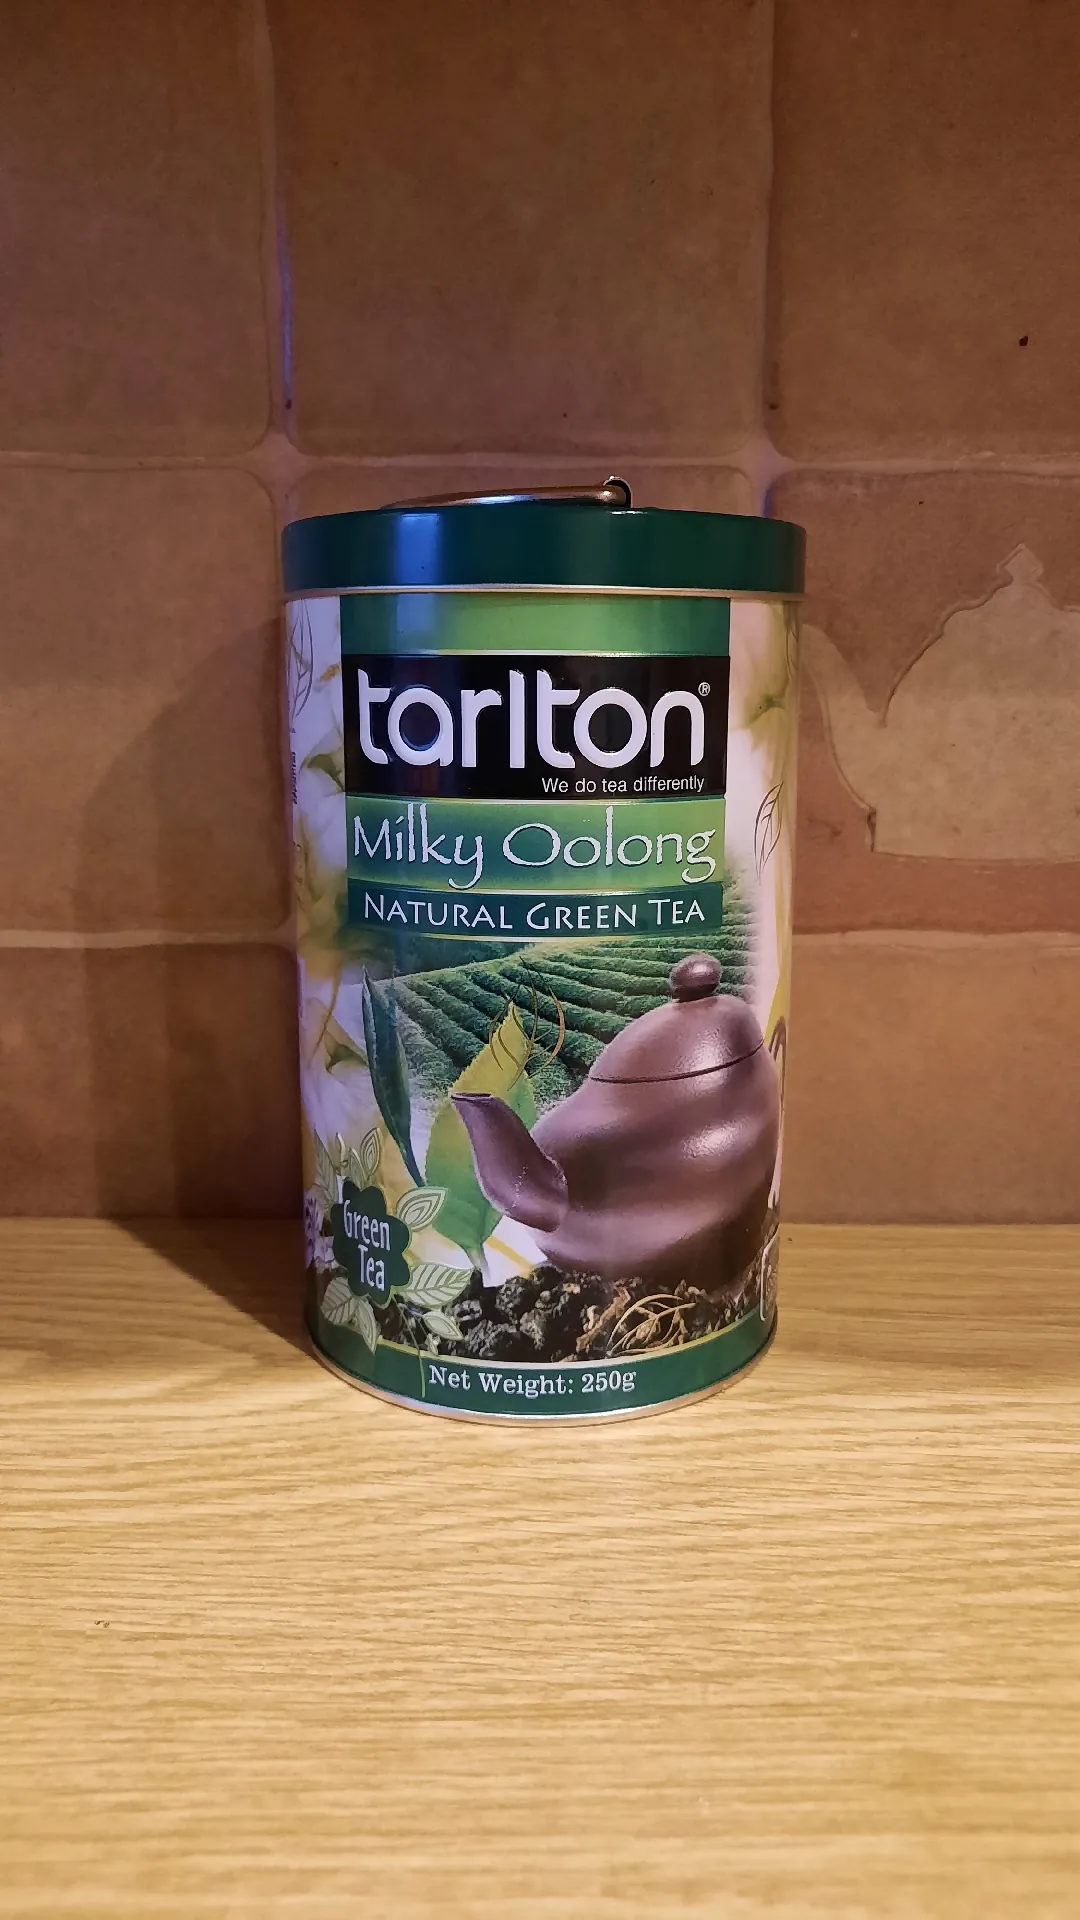 tarlton®
We do tea differently
Milky Oolong
NATURAL GREEN TEA
Green
Tea
Net Weight: 250g